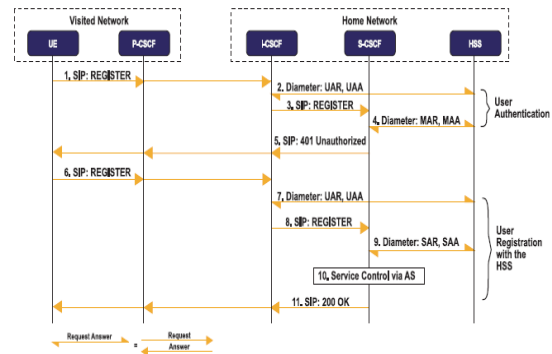 Visited Network
Home Network
UE
P-CSCF
I-CSCF
S-CSCF
HSS
1. SIP: REGISTER
2. Diameter: UAR, UAA
3. SIP: REGISTER
4. Diameter: MAR, MAA
User
Authentication
5. SIP: 401 Unauthorized
6. SIP: REGISTER
7. Diameter: UAR, UAA
8. SIP: REGISTER
9. Diameter: SAR, SAA
User
Registration
with the
HSS
10. Service Control via AS
11. SIP: 200 OK
Request Answer = Request
Answer